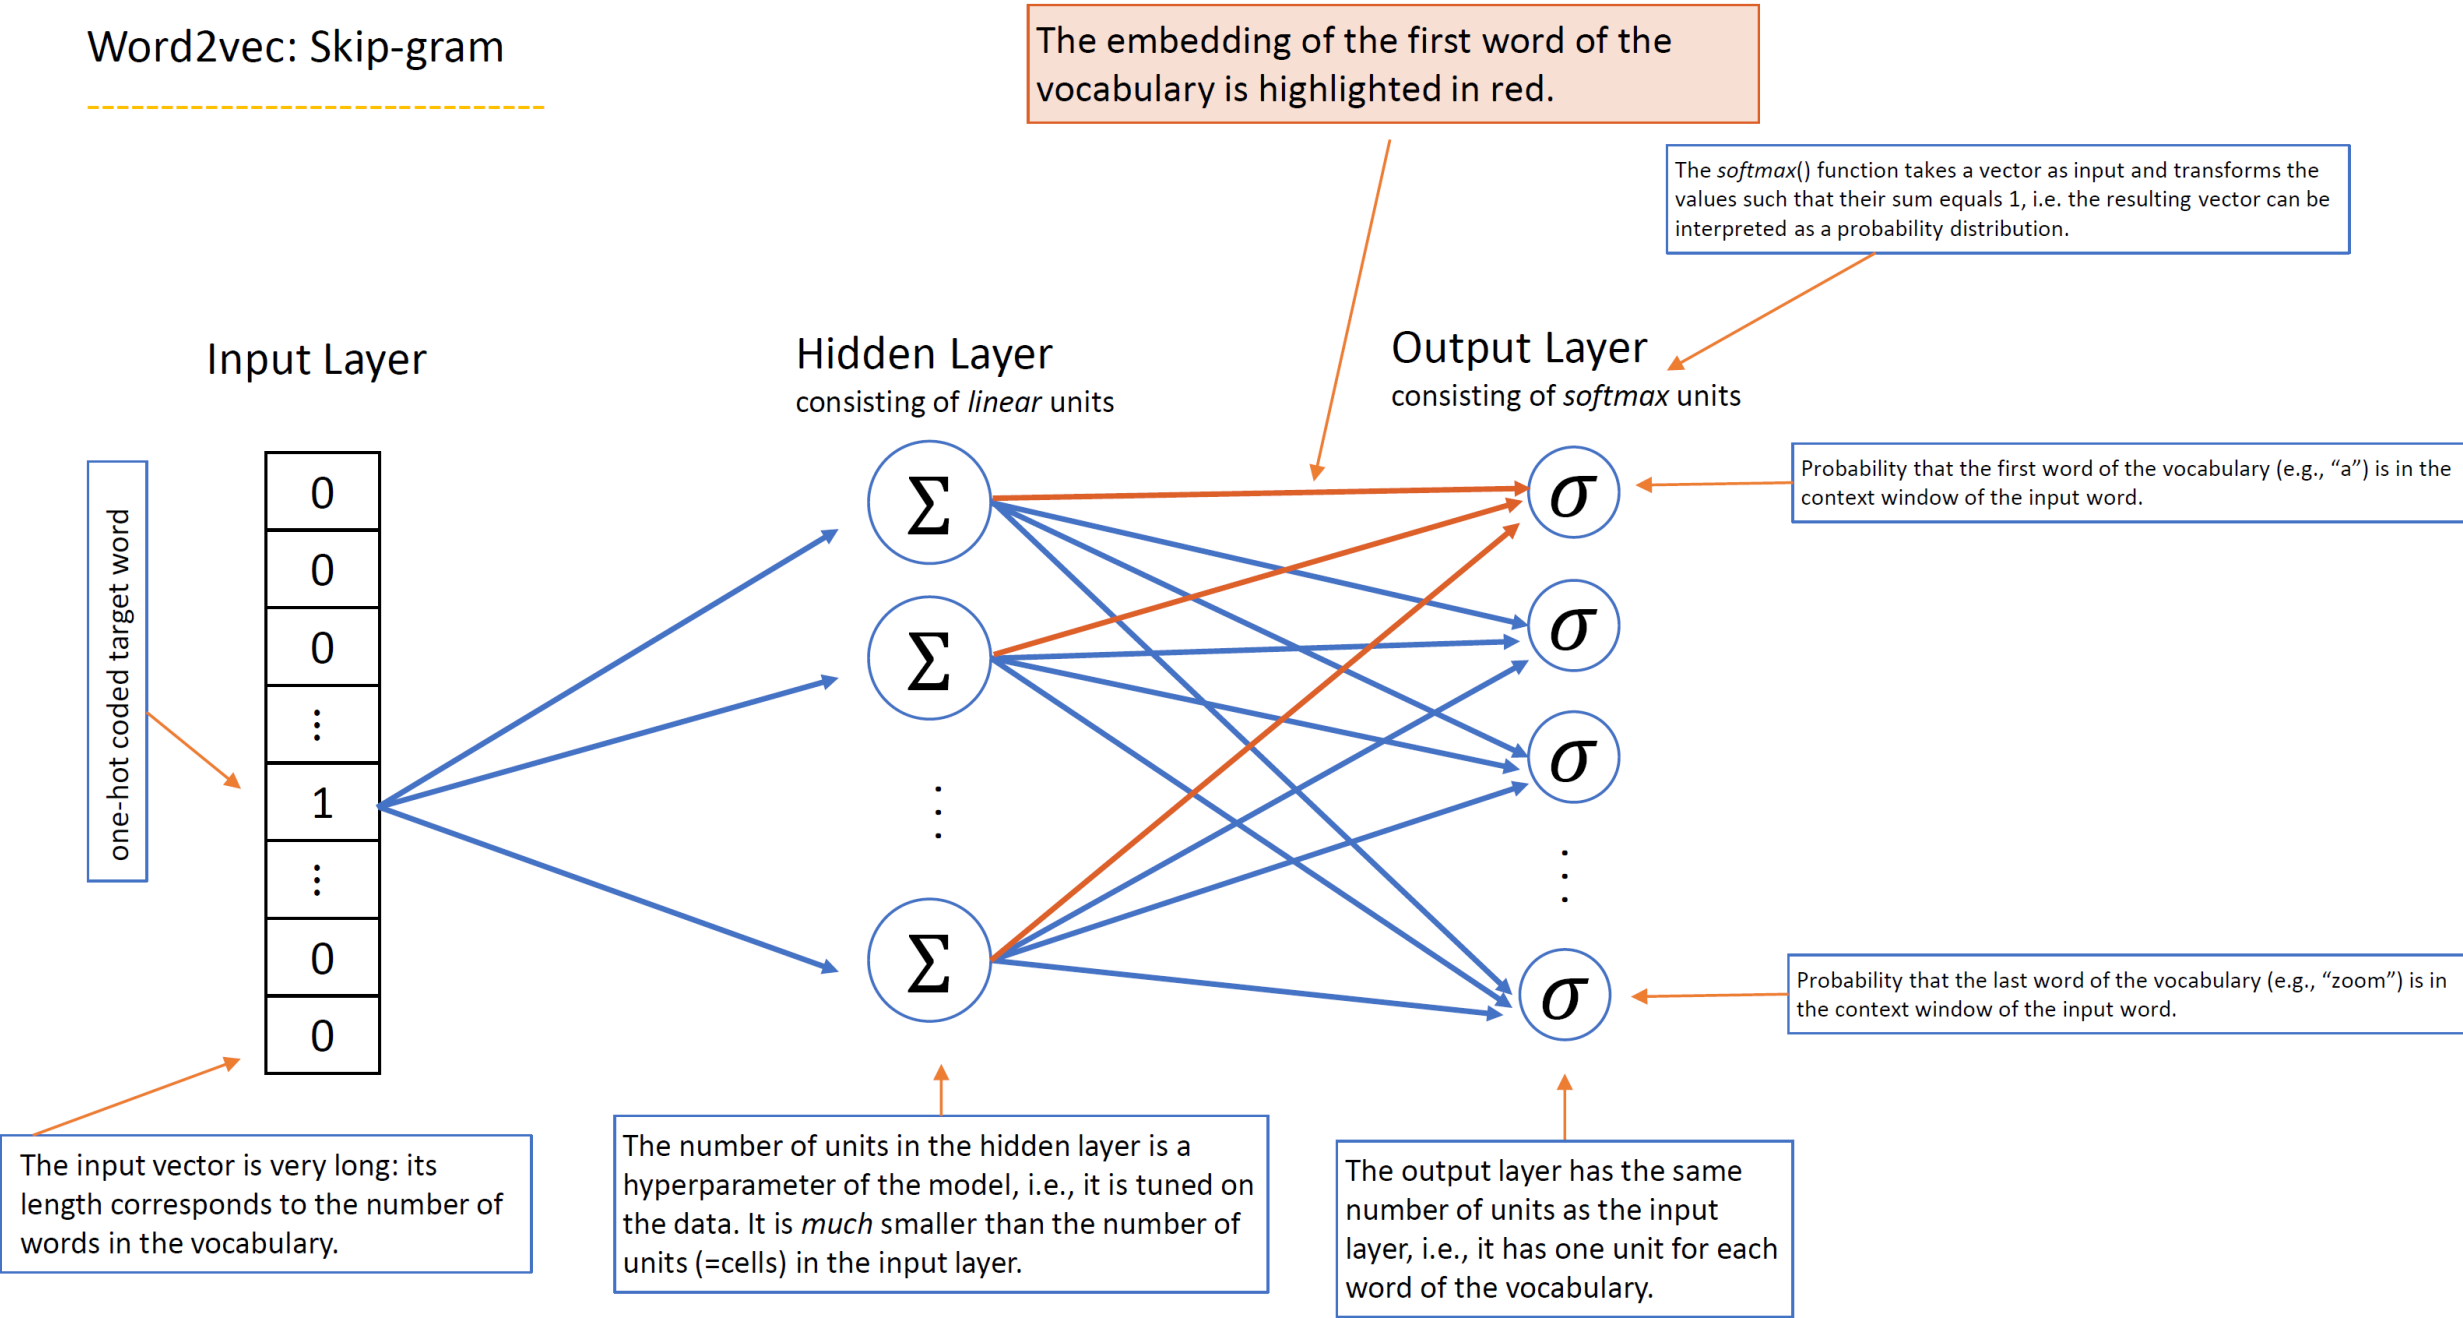 Word2vec: Skip-gram
The embedding of the first word of the
vocabulary is highlighted in red.
The softmax() function takes a vector as input and transforms the
values such that their sum equals 1, i.e. the resulting vector can be
interpreted as a probability distribution.
Input Layer
Hidden Layer
consisting of linear units
Output Layer
consisting of softmax units
one-hot coded target word
0
0
0
⋮
1
⋮
0
0
Σ
Σ
⋮
Σ
σ
σ
σ
⋮
σ
Probability that the first word of the vocabulary (e.g., “a”) is in the
context window of the input word.
Probability that the last word of the vocabulary (e.g., “zoom”) is in
the context window of the input word.
The input vector is very long: its
length corresponds to the number of
words in the vocabulary.
The number of units in the hidden layer is a
hyperparameter of the model, i.e., it is tuned on
the data. It is much smaller than the number of
units (=cells) in the input layer.
The output layer has the same
number of units as the input
layer, i.e., it has one unit for each
word of the vocabulary.